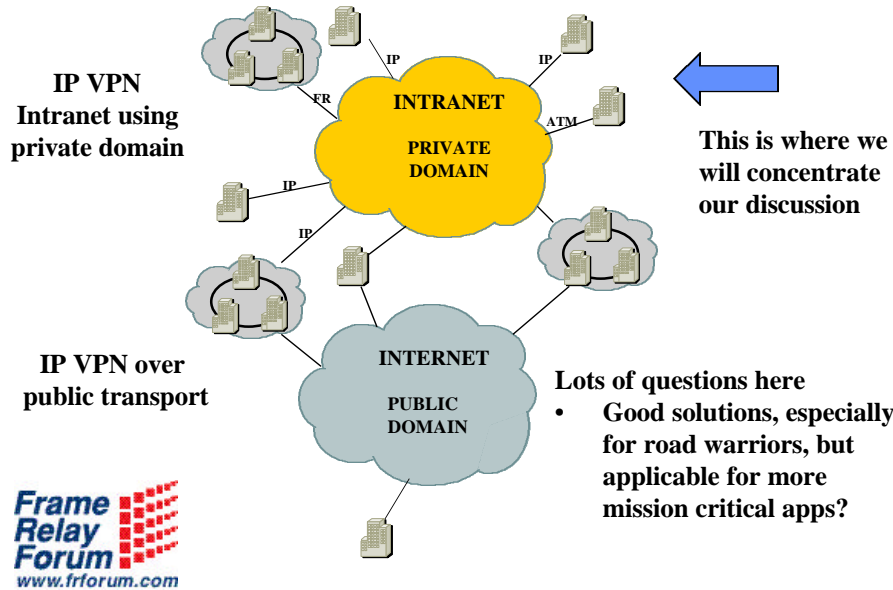 IP
IP
IP VPN
Intranet using
private domain
FR
INTRANET
ATM
PRIVATE
DOMAIN
This is where we
will concentrate
our discussion
IP
IP
IP VPN over
public transport
INTERNET
PUBLIC
DOMAIN
Lots of questions here
• Good solutions, especially
for road warriors, but
applicable for more
mission critical apps?
Frame
Relay
Forum
www.frforum.com